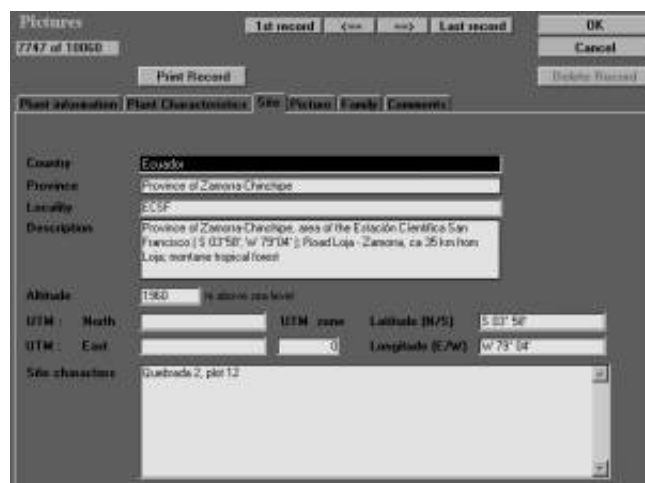 Pictures
1st record <== ==> Last record OK
7747 of 10060 Cancel
Print Record Delete Record
Plant information Plant Characteristics Site Picture Family Comments
Country Ecuador
Province Province of Zamora-Chinchipe
Locality ECSF
Description Province of Zamora-Chinchipe, area of the Estación Científica San
Francisco ( S 03°58', W 79°04' ); Road Loja - Zamora, ca 35 km from
Loja; montane tropical forest
Altitude 1960 m above sea level
UTM : North UTM zone Latitude (N/S) S 03° 58'
UTM : East 0 Longitude (E/W) W 79° 04'
Site characters Quebrada 2, plot 12